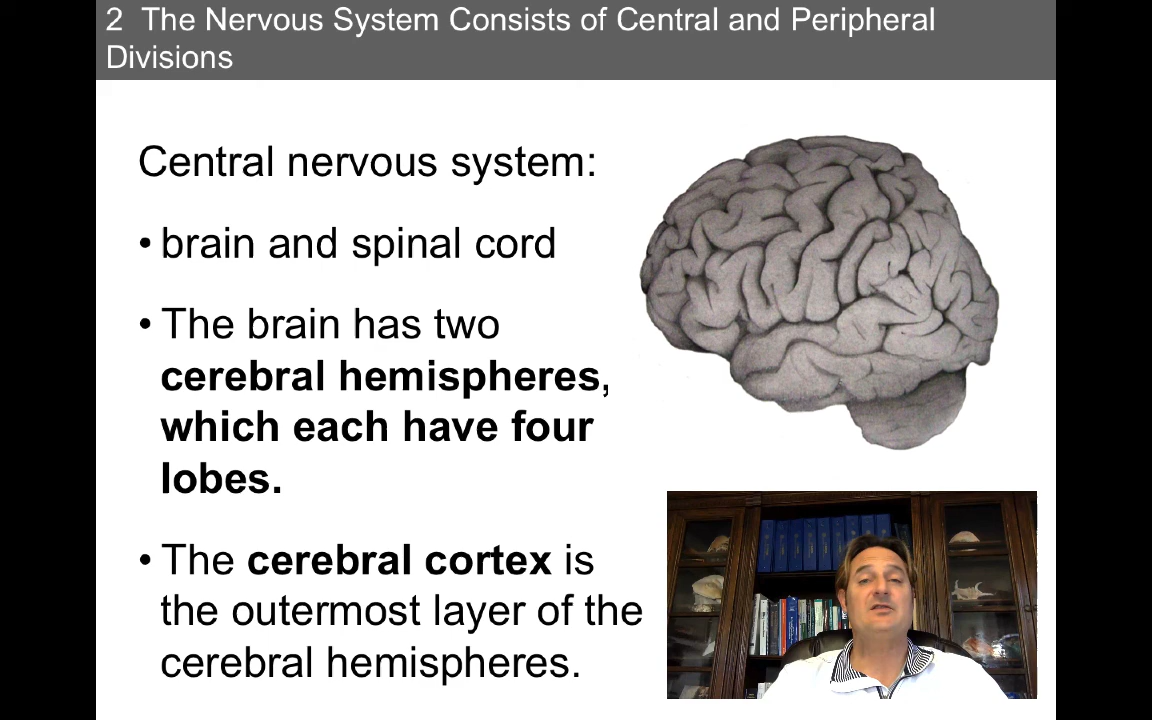 2 The Nervous System Consists of Central and Peripheral
Divisions
Central nervous system:
• brain and spinal cord
• The brain has two
cerebral hemispheres,
which each have four
lobes.
• The cerebral cortex is
the outermost layer of the
cerebral hemispheres.